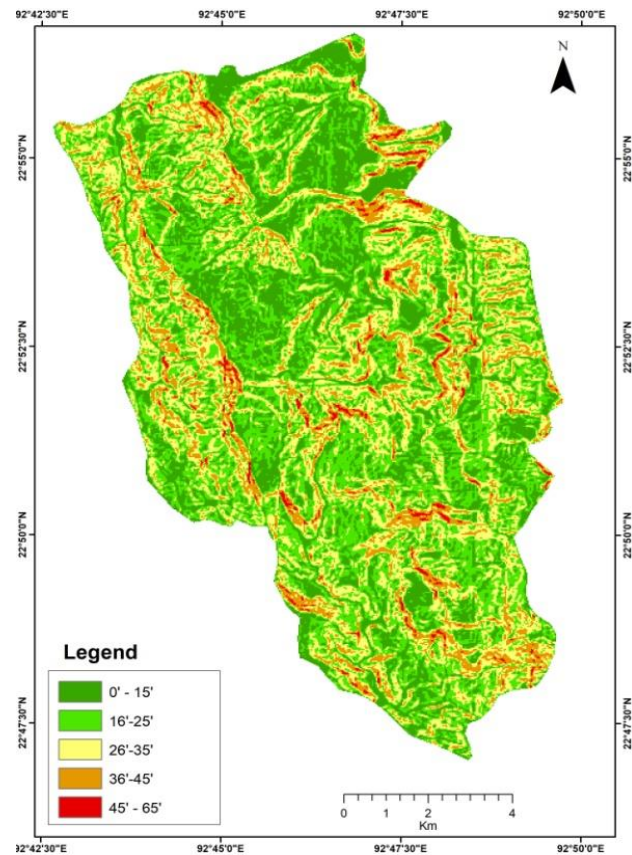 92°42'30"E 92°45'0"E 92°47'30"E 92°50'0"E
N
22°55'0"N 22°55'0"N
22°52'30"N 22°52'30"N
22°50'0"N 22°50'0"N
Legend
0' - 15'
16'-25'
26'-35'
36'-45'
45' - 65'
22°47'30"N 22°47'30"N
0 1 2 4
Km
92°42'30"E 92°45'0"E 92°47'30"E 92°50'0"E